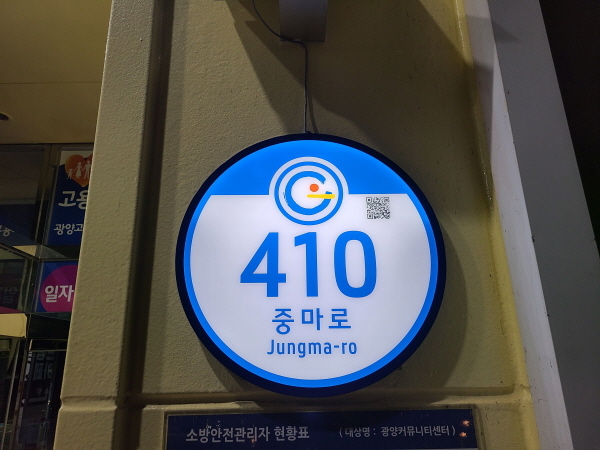 410
중마로
Jungma-ro
소방안전관리자 현황표 (대상명 : 광양커뮤니티센터)
고용
광양고
일자